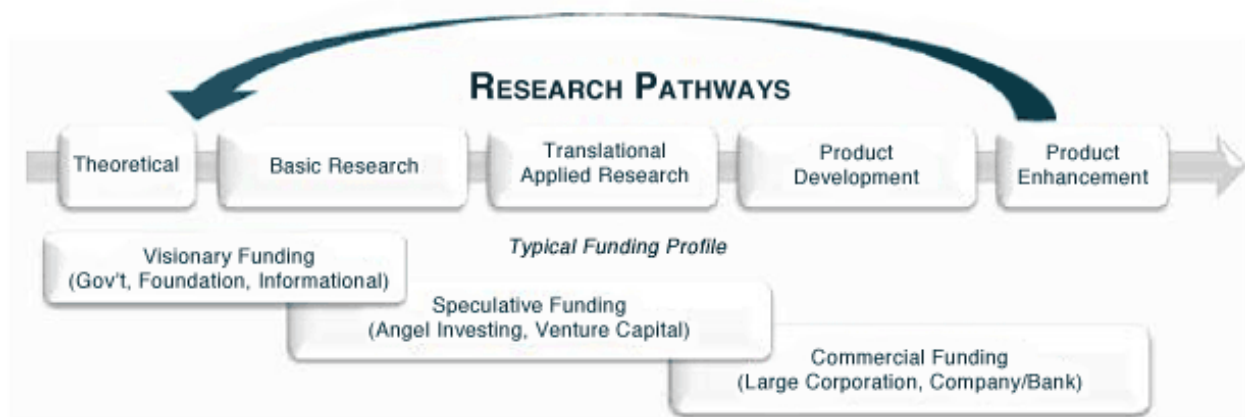 RESEARCH PATHWAYS
Theoretical
Basic Research
Translational
Applied Research
Product
Development
Product
Enhancement
Typical Funding Profile
Visionary Funding
(Gov't, Foundation, Informational)
Speculative Funding
(Angel Investing, Venture Capital)
Commercial Funding
(Large Corporation, Company/Bank)